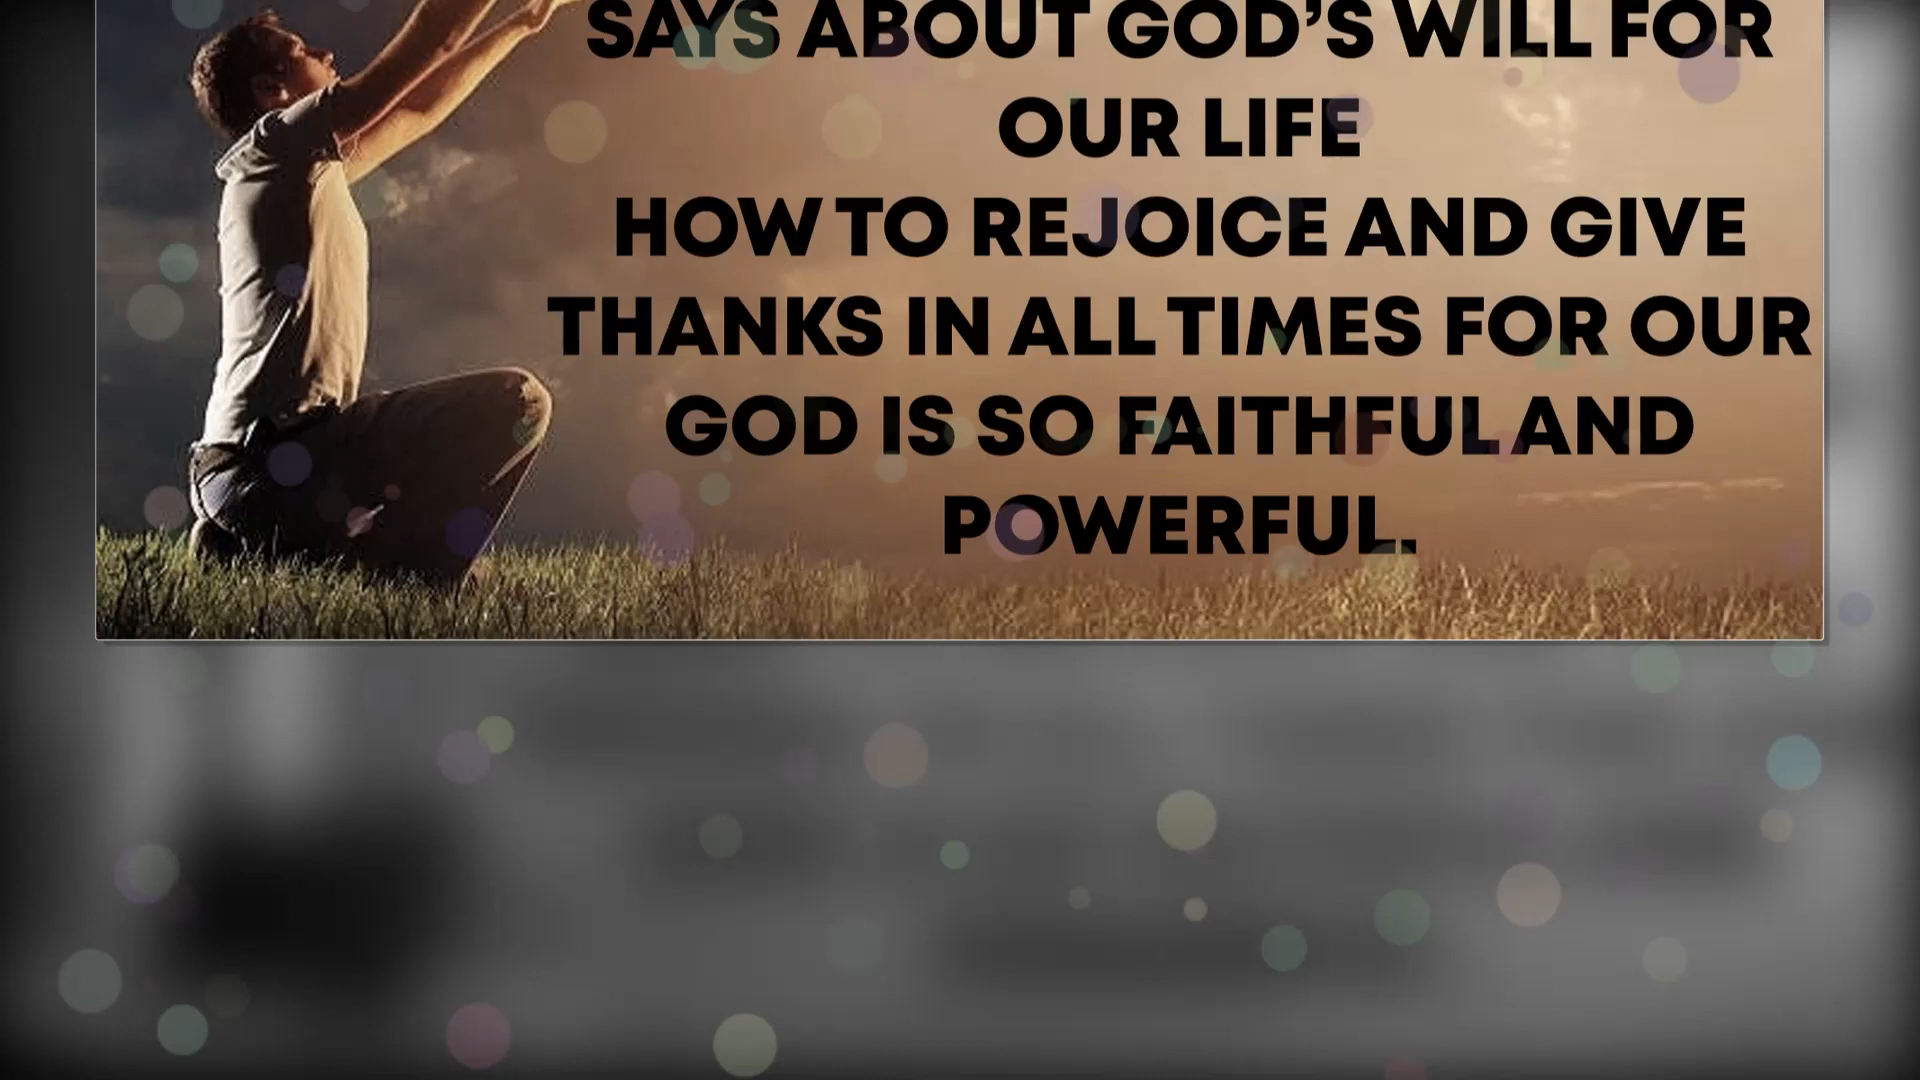 SAYS ABOUT GOD'S WILL FOR
OUR LIFE
HOW TO REJOICE AND GIVE
THANKS IN ALL TIMES FOR OUR
GOD IS SO FAITHFUL AND
POWERFUL.